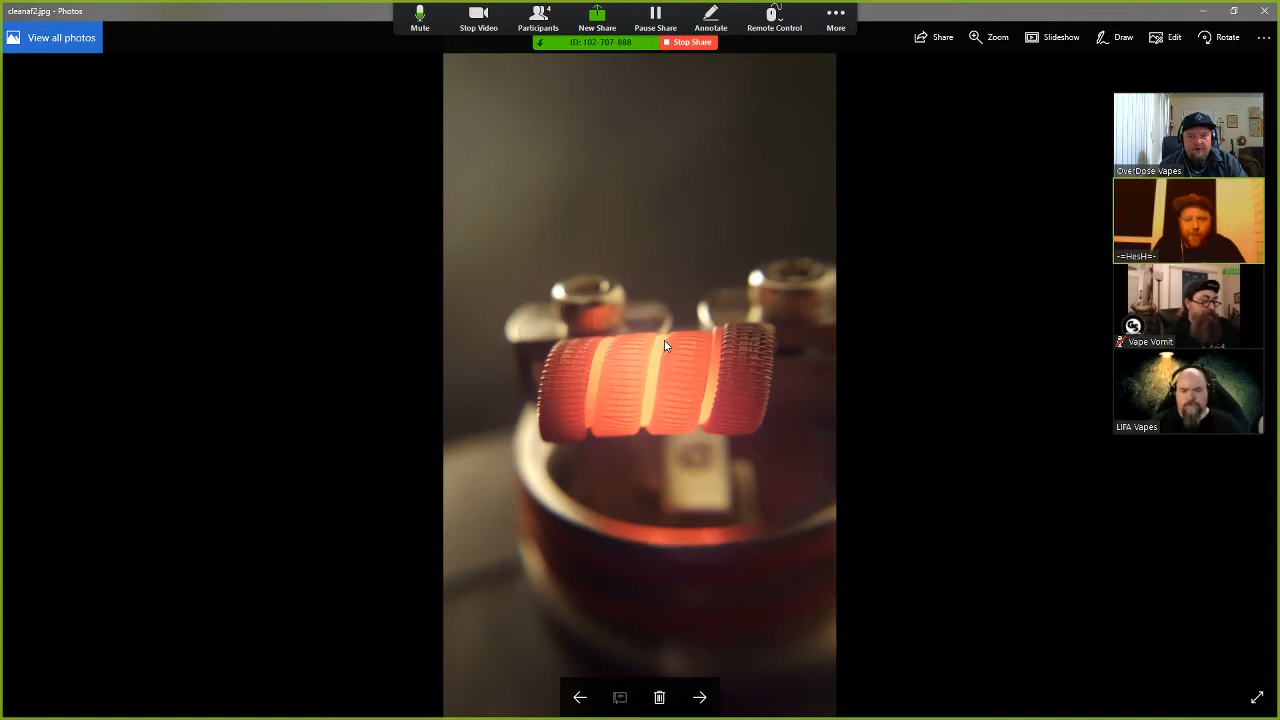 cleanaf2.jpg - Photos
View all photos
Mute
Stop Video
Participants
4
New Share
Pause Share
Annotate
Remote Control
More
ID: 102-707-888
Stop Share
Share
Zoom
Slideshow
Draw
Edit
Rotate
OverDose Vapes
-=HesH=-
Vape Vomit
LIFA Vapes